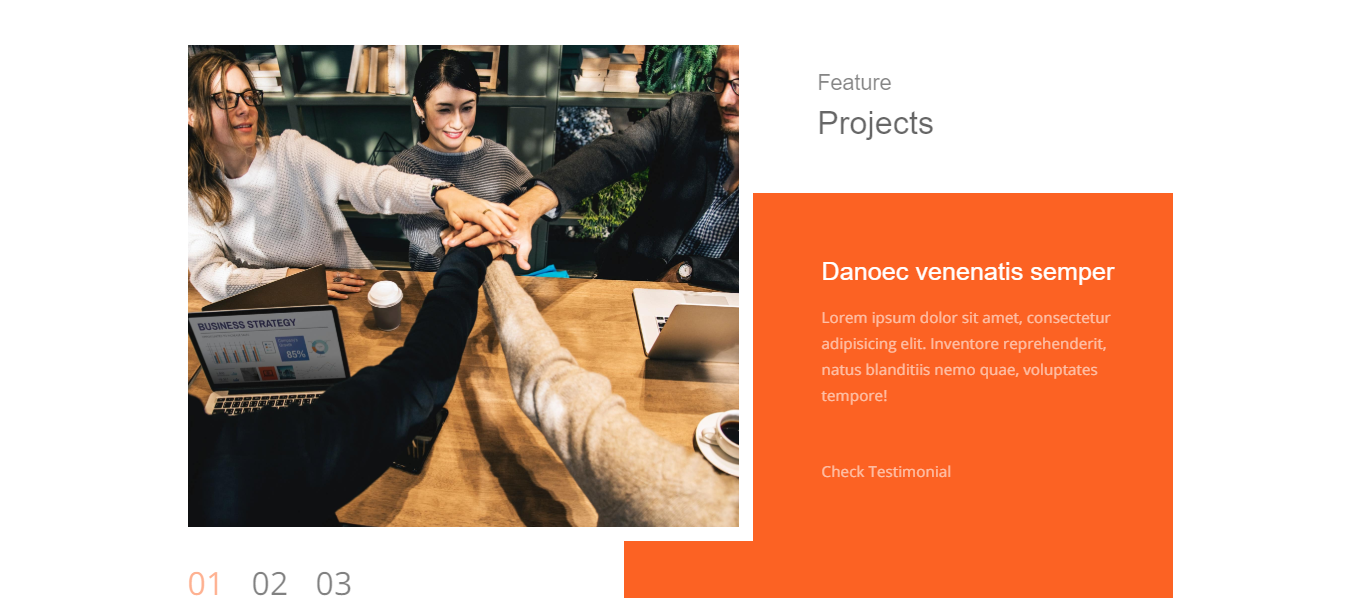 Feature
Projects
BUSINESS STRATEGY
85%
Danoec venenatis semper
Lorem ipsum dolor sit amet, consectetur
adipisicing elit. Inventore reprehenderit,
natus blanditiis nemo quae, voluptates
tempore!
Check Testimonial
01 02 03